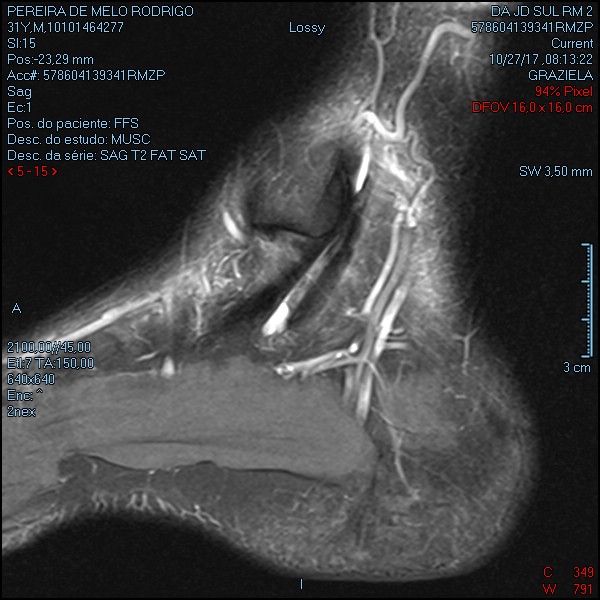 PEREIRA DE MELO RODRIGO
31Y,M,10101464277
Sl:15
Pos:-23,29 mm
Acc#: 578604139341RMZP
Sag
Ec:1
Pos. do paciente: FFS
Desc. do estudo: MUSC
Desc. da série: SAG T2 FAT SAT
< 5 - 15 >
Lossy
DA JD SUL RM 2
578604139341RMZP
Current
10/27/17 ,08:13:22
GRAZIELA
94% Pixel
DFOV 16,0 x 16,0 cm
SW 3,50 mm
A
2100,00/45,00
Etl:7 TA:150.00
640x640
Enc: ^
2nex
3 cm
I
C 349
W 791